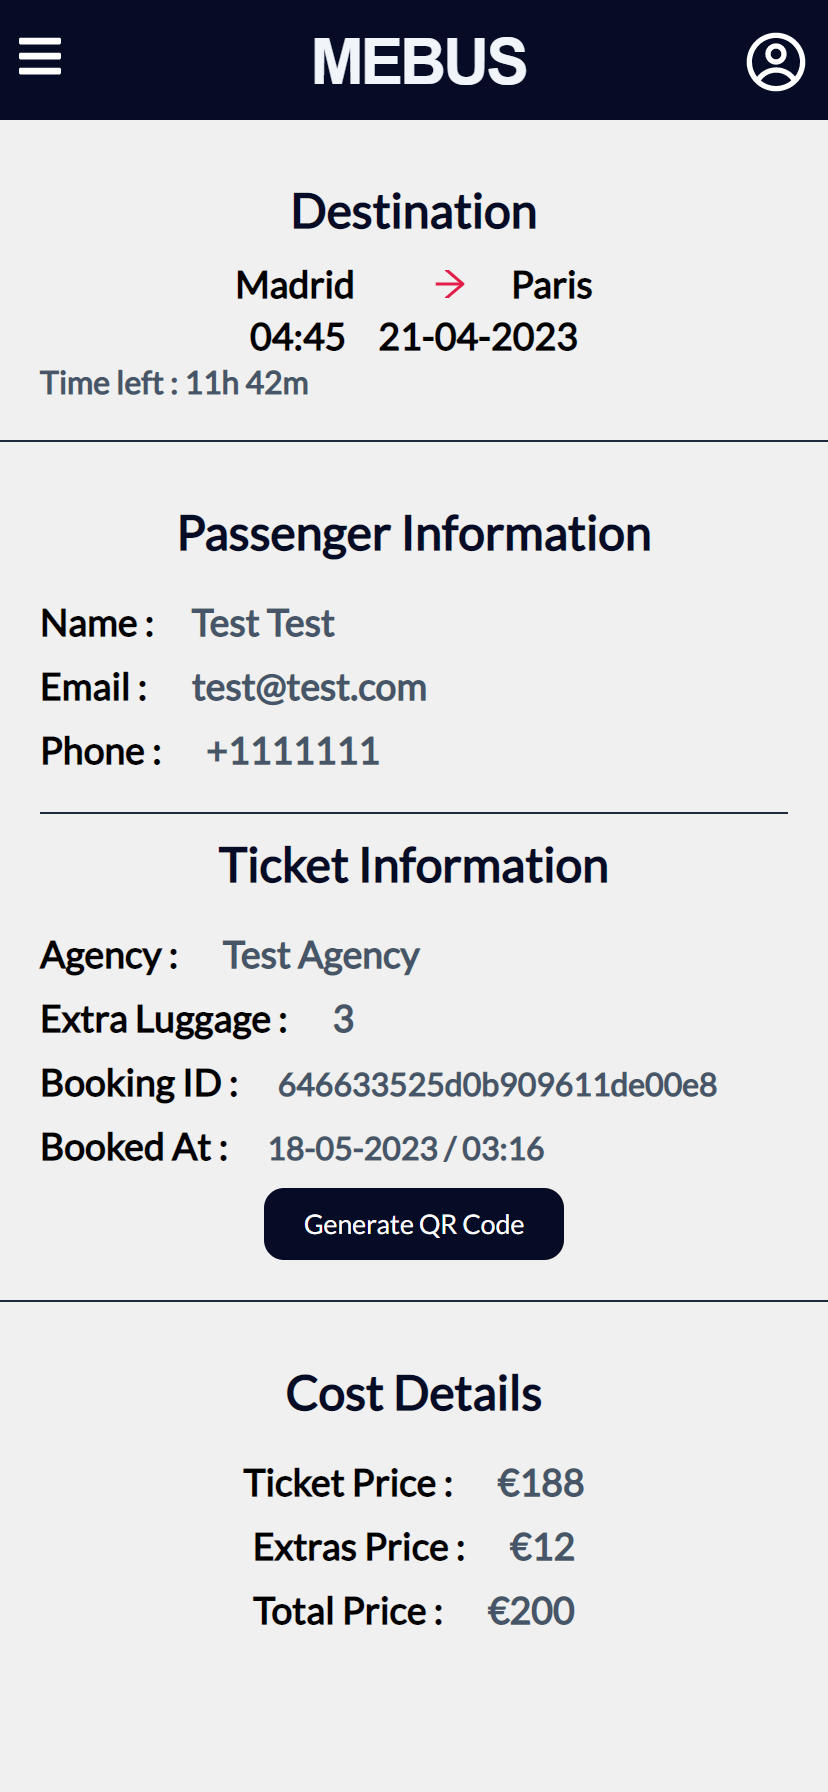 MEBUS
Destination
Madrid → Paris
04:45 21-04-2023
Time left : 11h 42m
Passenger Information
Name : Test Test
Email : test@test.com
Phone : +1111111
Ticket Information
Agency : Test Agency
Extra Luggage : 3
Booking ID : 646633525d0b909611de00e8
Booked At : 18-05-2023 / 03:16
Generate QR Code
Cost Details
Ticket Price : €188
Extras Price : €12
Total Price : €200